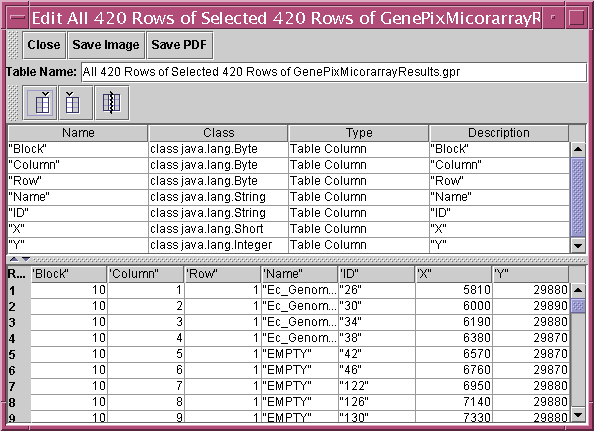 Edit All 420 Rows of Selected 420 Rows of GenePixMicorarrayR
Close Save Image Save PDF
Table Name: All 420 Rows of Selected 420 Rows of GenePixMicorarrayResults.gpr
Name Class Type Description
"Block" class java.lang.Byte Table Column "Block"
"Column" class java.lang.Byte Table Column "Column"
"Row" class java.lang.Byte Table Column "Row"
"Name" class java.lang.String Table Column "Name"
"ID" class java.lang.String Table Column "ID"
"X" class java.lang.Short Table Column "X"
"Y" class java.lang.Integer Table Column "Y"
R... 'Block" 'Column" 'Row" 'Name" 'ID" 'X" 'Y"
1 10 1 1 "Ec_Genom... "26" 5810 29880
2 10 2 1 "Ec_Genom... "30" 6000 29890
3 10 3 1 "Ec_Genom... "34" 6190 29880
4 10 4 1 "Ec_Genom... "38" 6380 29870
5 10 5 1 "EMPTY" "42" 6570 29870
6 10 6 1 "EMPTY" "46" 6760 29870
7 10 7 1 "EMPTY" "122" 6950 29880
8 10 8 1 "EMPTY" "126" 7140 29880
9 10 9 1 "EMPTY" "130" 7330 29880